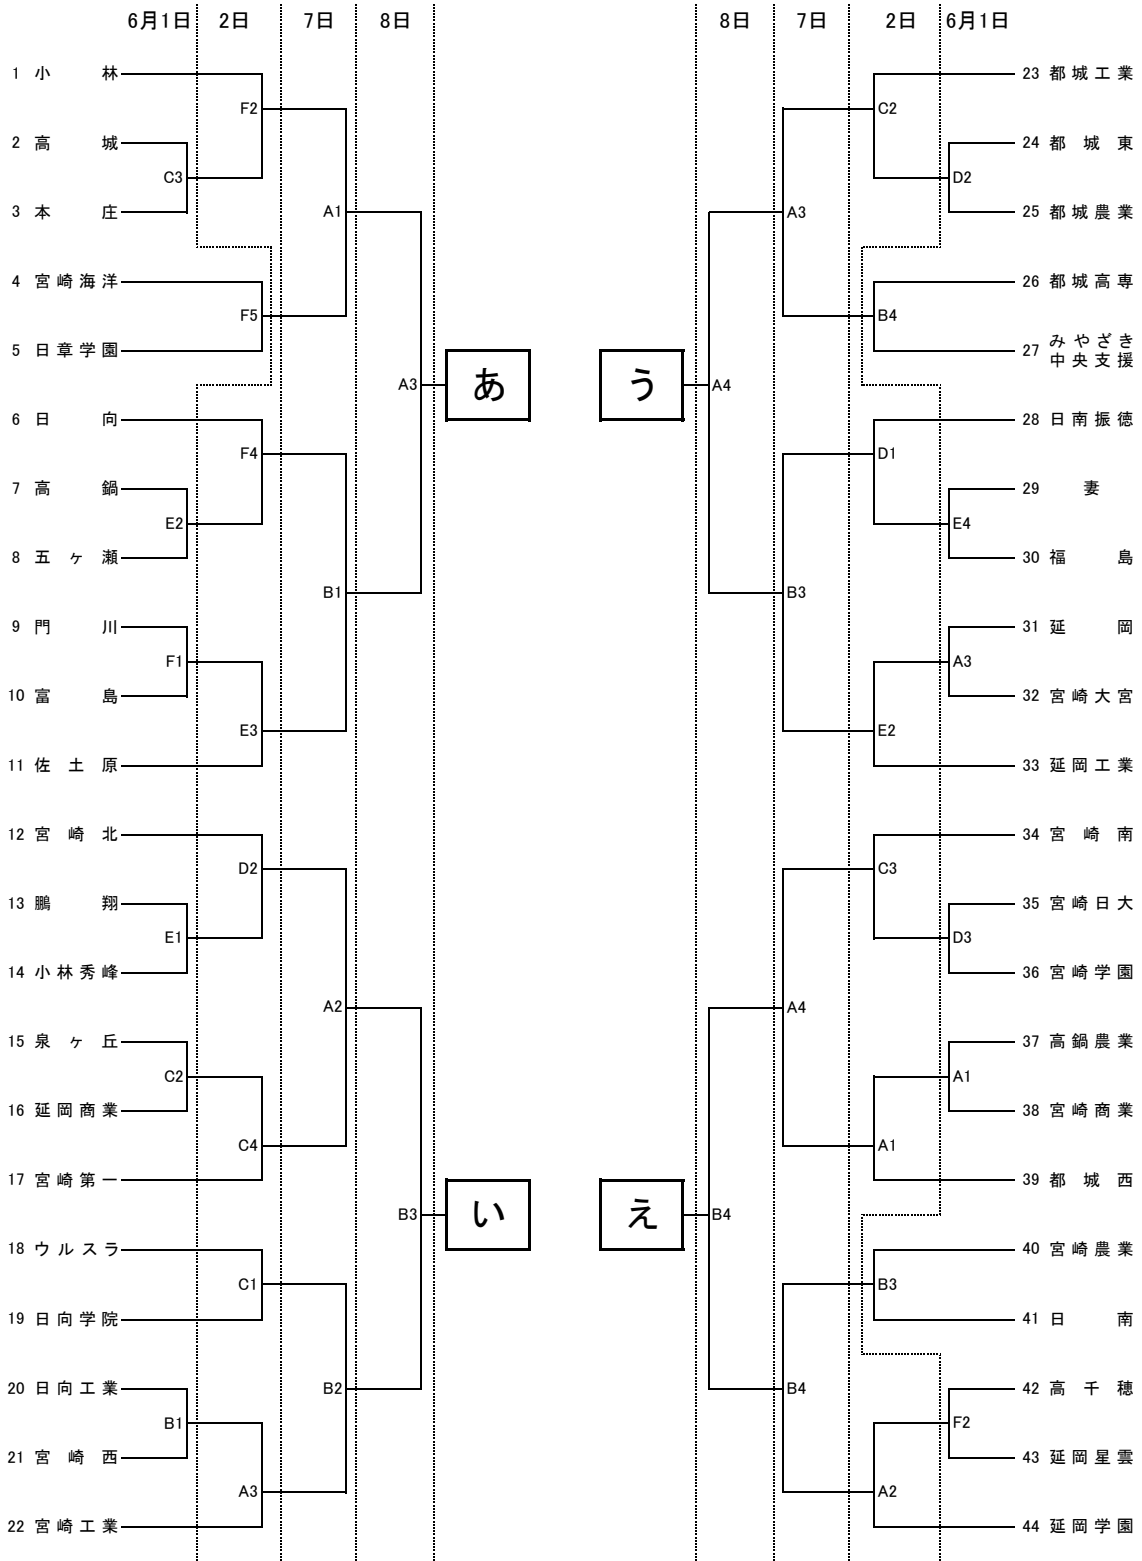 6月1日 2日 7日 8日
8日 7日 2日 6月1日
1 小林
F2
2 高城
C3
3 本庄
A1
4 宮崎海洋
F5
5 日章学園
A3
あ
6 日向
F4
7 高鍋
E2
8 五ヶ瀬
B1
9 門川
F1
10 富島
E3
11 佐土原
12 宮崎北
D2
13 鵬翔
E1
14 小林秀峰
A2
15 泉ヶ丘
C2
16 延岡商業
C4
17 宮崎第一
B3
い
18 ウルスラ
C1
19 日向学院
20 日向工業
B2
B1
21 宮崎西
A3
22 宮崎工業
23 都城工業
C2
24 都城東
D2
25 都城農業
A3
26 都城高専
B4
27 みやざき
中央支援
う
A4
28 日南振徳
D1
29 妻
E4
30 福島
B3
31 延岡
A3
32 宮崎大宮
E2
33 延岡工業
34 宮崎南
C3
35 宮崎日大
D3
36 宮崎学園
A4
37 高鍋農業
A1
38 宮崎商業
A1
39 都城西
え
B4
40 宮崎農業
B3
41 日南
42 高千穂
B4
F2
43 延岡星雲
A2
44 延岡学園